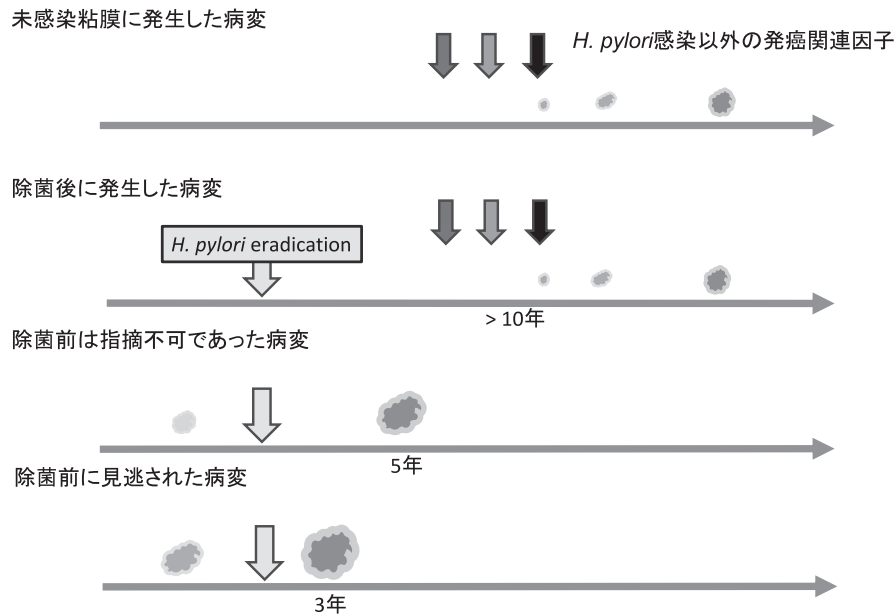 未感染粘膜に発生した病変
H. pylori感染以外の発癌関連因子
除菌後に発生した病変
H. pylori eradication
> 10年
除菌前は指摘不可であった病変
5年
除菌前に見逃された病変
3年